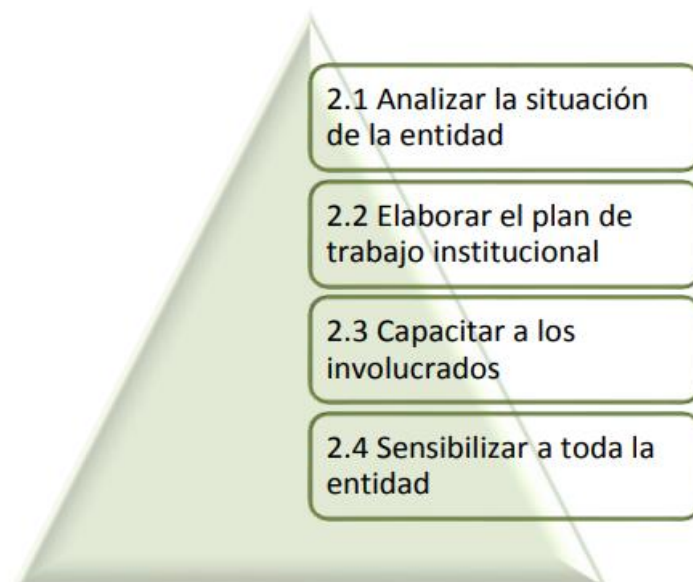 2.1 Analizar la situación
de la entidad
2.2 Elaborar el plan de
trabajo institucional
2.3 Capacitar a los
involucrados
2.4 Sensibilizar a toda la
entidad